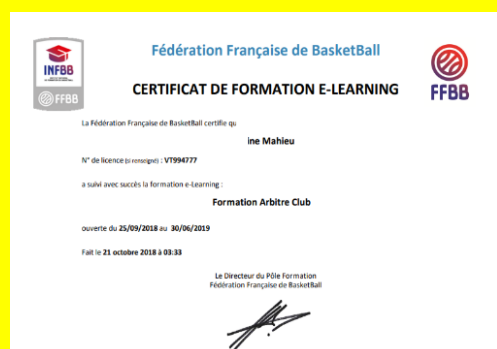 INFBB
FFBB
Fédération Française de BasketBall
FFBB
CERTIFICAT DE FORMATION E-LEARNING
La Fédération Française de BasketBall certifie qu
ine Mahieu
N° de licence (si renseigné) : VT994777
a suivi avec succès la formation e-Learning :
Formation Arbitre Club
ouverte du 25/09/2018 au 30/06/2019
Fait le 21 octobre 2018 à 03:33
Le Directeur du Pôle Formation
Fédération Française de BasketBall